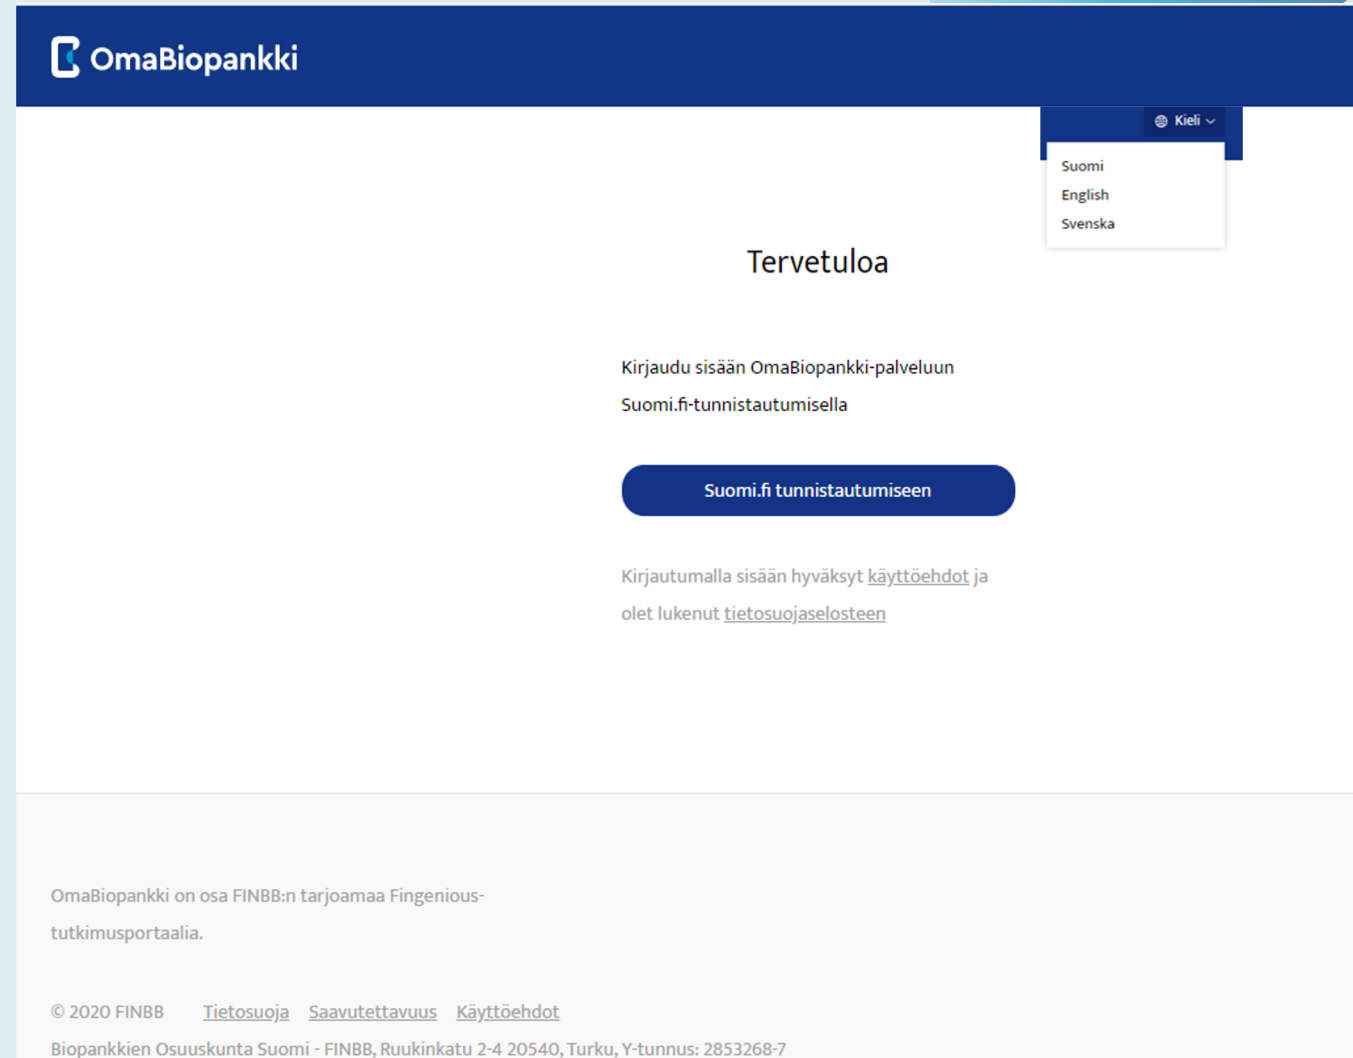 OmaBiopankki
Kieli
Suomi
English
Svenska
Tervetuloa
Kirjaudu sisään OmaBiopankki-palveluun
Suomi.fi-tunnistautumisella
Suomi.fi tunnistautumiseen
Kirjautumalla sisään hyväksyt käyttöehdot ja
olet lukenut tietosuojaselosteen
OmaBiopankki on osa FINBB:n tarjoamaa Fingenious-
tutkimusportaalia.
© 2020 FINBB Tietosuoja Saavutettavuus Käyttöehdot
Biopankkien Osuuskunta Suomi - FINBB, Ruukinkatu 2-4 20540, Turku, Y-tunnus: 2853268-7